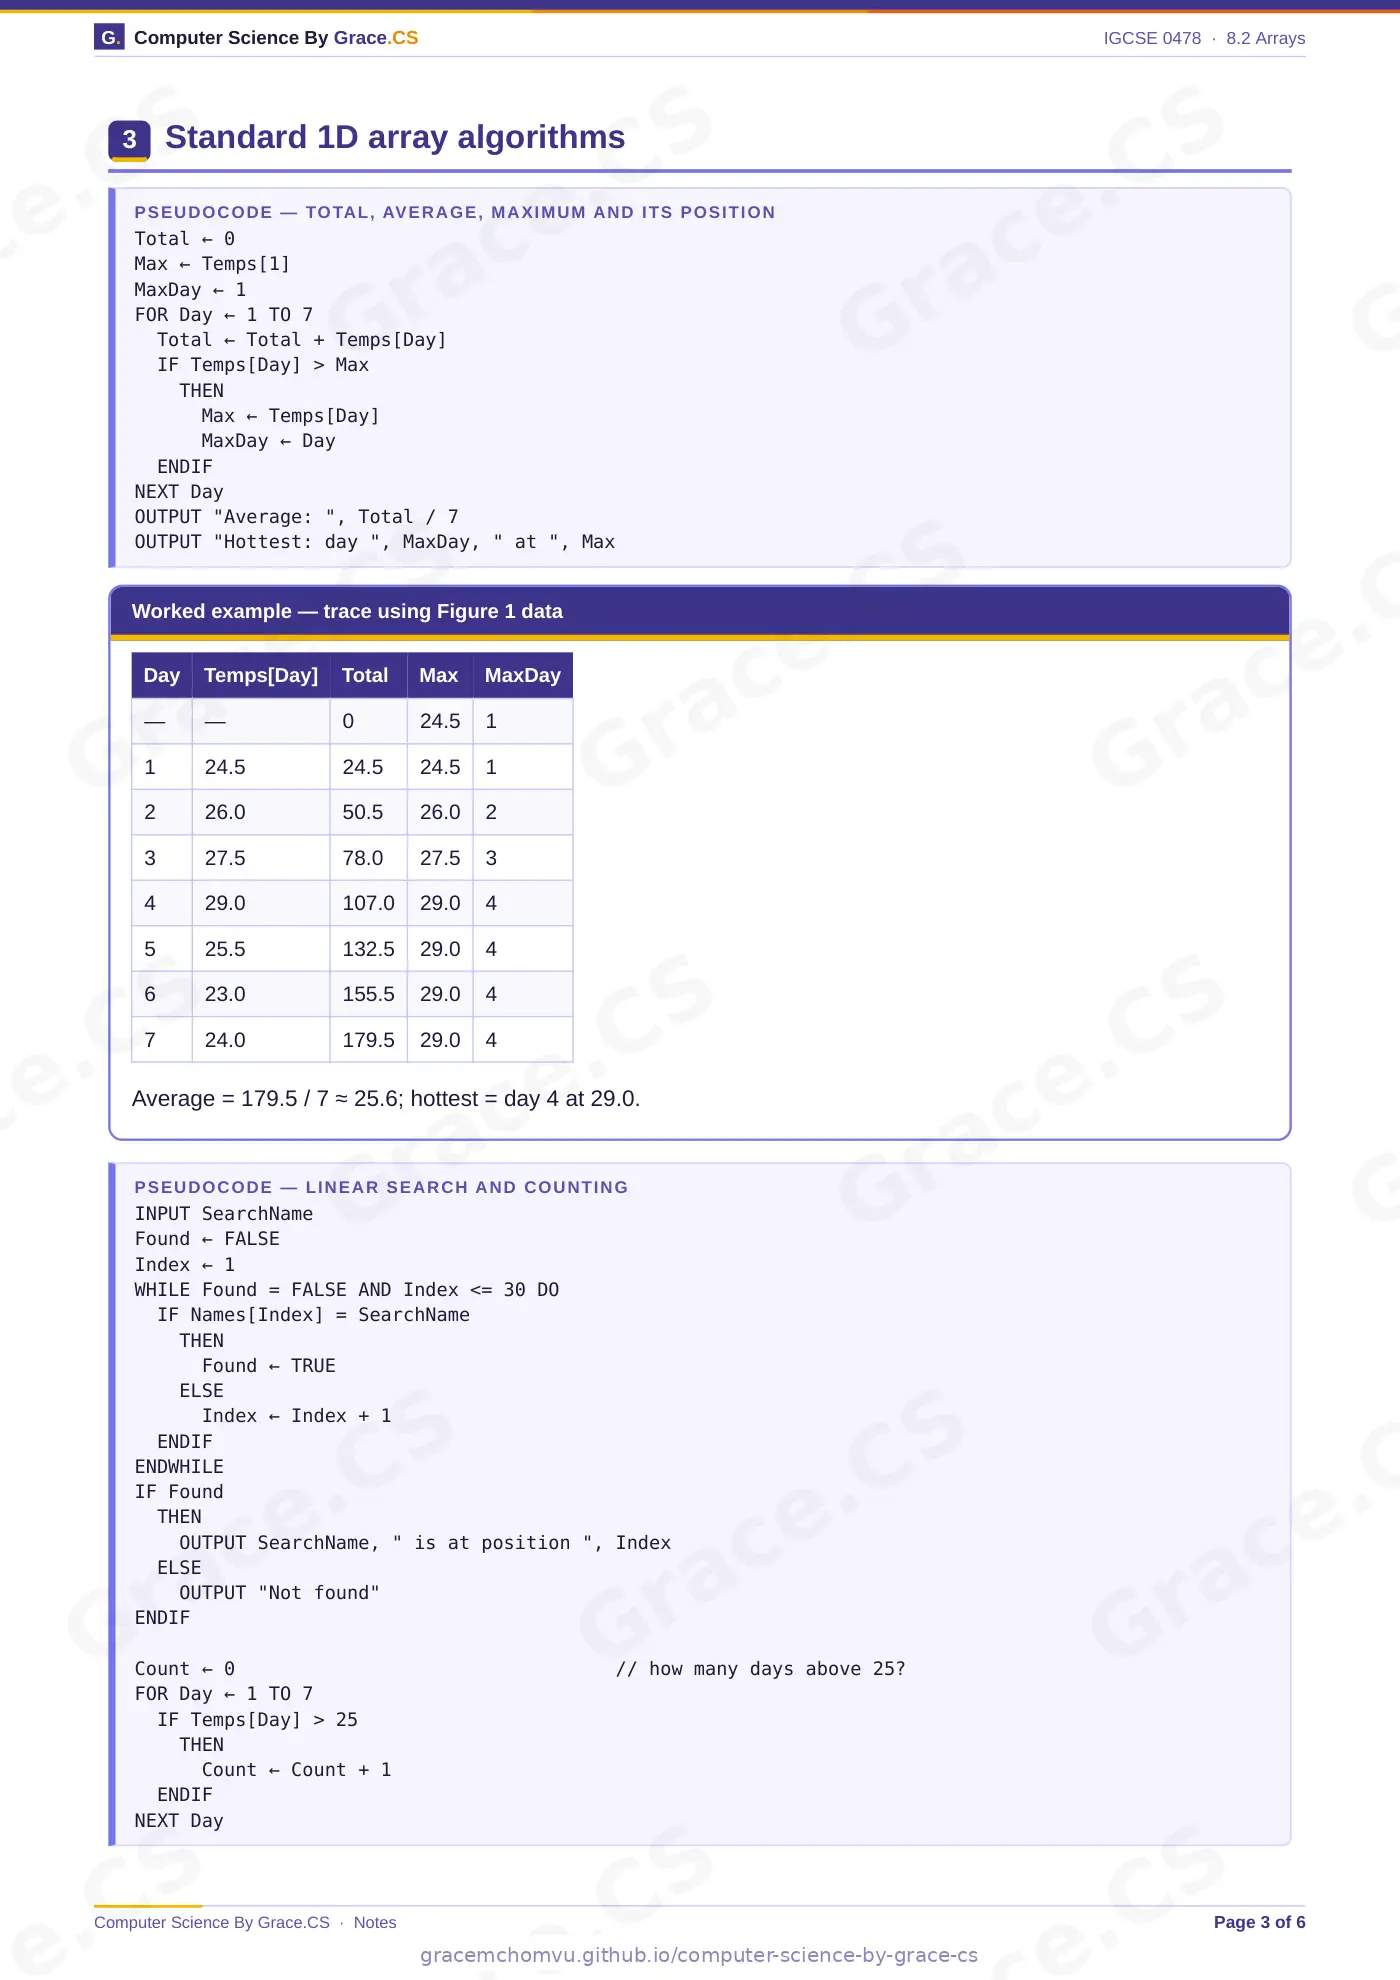 G. Computer Science By Grace.CS
IGCSE 0478 · 8.2 Arrays
3 Standard 1D array algorithms
PSEUDOCODE — TOTAL, AVERAGE, MAXIMUM AND ITS POSITION
Total ← 0
Max ← Temps[1]
MaxDay ← 1
FOR Day ← 1 TO 7
  Total ← Total + Temps[Day]
  IF Temps[Day] > Max
    THEN
      Max ← Temps[Day]
      MaxDay ← Day
  ENDIF
NEXT Day
OUTPUT "Average: ", Total / 7
OUTPUT "Hottest: day ", MaxDay, " at ", Max
Worked example — trace using Figure 1 data
Day Temps[Day] Total Max MaxDay
— — 0 24.5 1
1 24.5 24.5 24.5 1
2 26.0 50.5 26.0 2
3 27.5 78.0 27.5 3
4 29.0 107.0 29.0 4
5 25.5 132.5 29.0 4
6 23.0 155.5 29.0 4
7 24.0 179.5 29.0 4
Average = 179.5 / 7 ≈ 25.6; hottest = day 4 at 29.0.
PSEUDOCODE — LINEAR SEARCH AND COUNTING
INPUT SearchName
Found ← FALSE
Index ← 1
WHILE Found = FALSE AND Index <= 30 DO
  IF Names[Index] = SearchName
    THEN
      Found ← TRUE
    ELSE
      Index ← Index + 1
  ENDIF
ENDWHILE
IF Found
  THEN
    OUTPUT SearchName, " is at position ", Index
  ELSE
    OUTPUT "Not found"
ENDIF
Count ← 0 // how many days above 25?
FOR Day ← 1 TO 7
  IF Temps[Day] > 25
    THEN
      Count ← Count + 1
  ENDIF
NEXT Day
Computer Science By Grace.CS · Notes
Page 3 of 6
gracemchomvu.github.io/computer-science-by-grace-cs